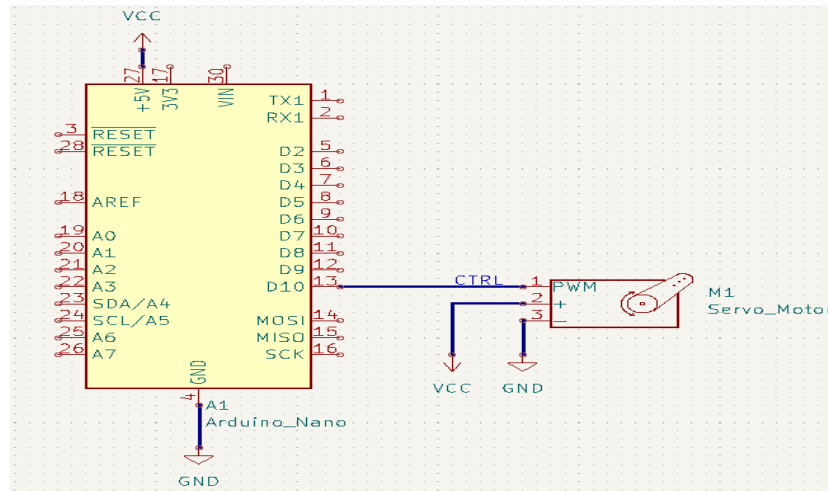 VCC
27 17 30
+5V 3V3 VIN
TX1 1
RX1 2
3 RESET
28 RESET
D2 5
D3 6
D4 7
18 AREF D5 8
D6 9
19 A0 D7 10
20 A1 D8 11
21 A2 D9 12
22 A3 D10 13 CTRL 1 PWM
23 SDA/A4 2 + M1
24 SCL/A5 MOSI 14 3 - Servo_Motor
25 A6 MISO 15
26 A7 SCK 16
GND VCC GND
4 A1
Arduino_Nano
GND